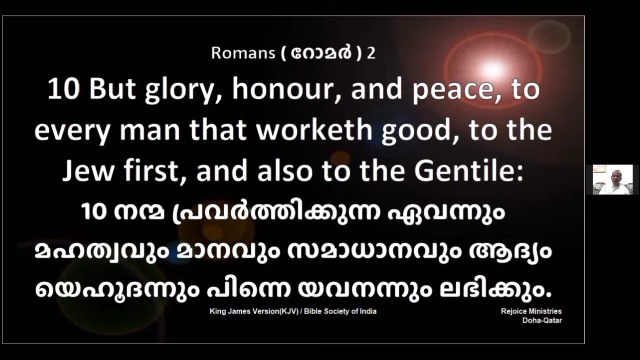 Romans ( റോമർ ) 2
10 But glory, honour, and peace, to
every man that worketh good, to the
Jew first, and also to the Gentile:
10 നന്മ പ്രവർത്തിക്കുന്ന ഏവന്നും
മഹത്വവും മാനവും സമാധാനവും ആദ്യം
യെഹൂദന്നും പിന്നെ യവനന്നും ലഭിക്കും.
King James Version(KJV) / Bible Society of India
Rejoice Ministries
Doha-Qatar